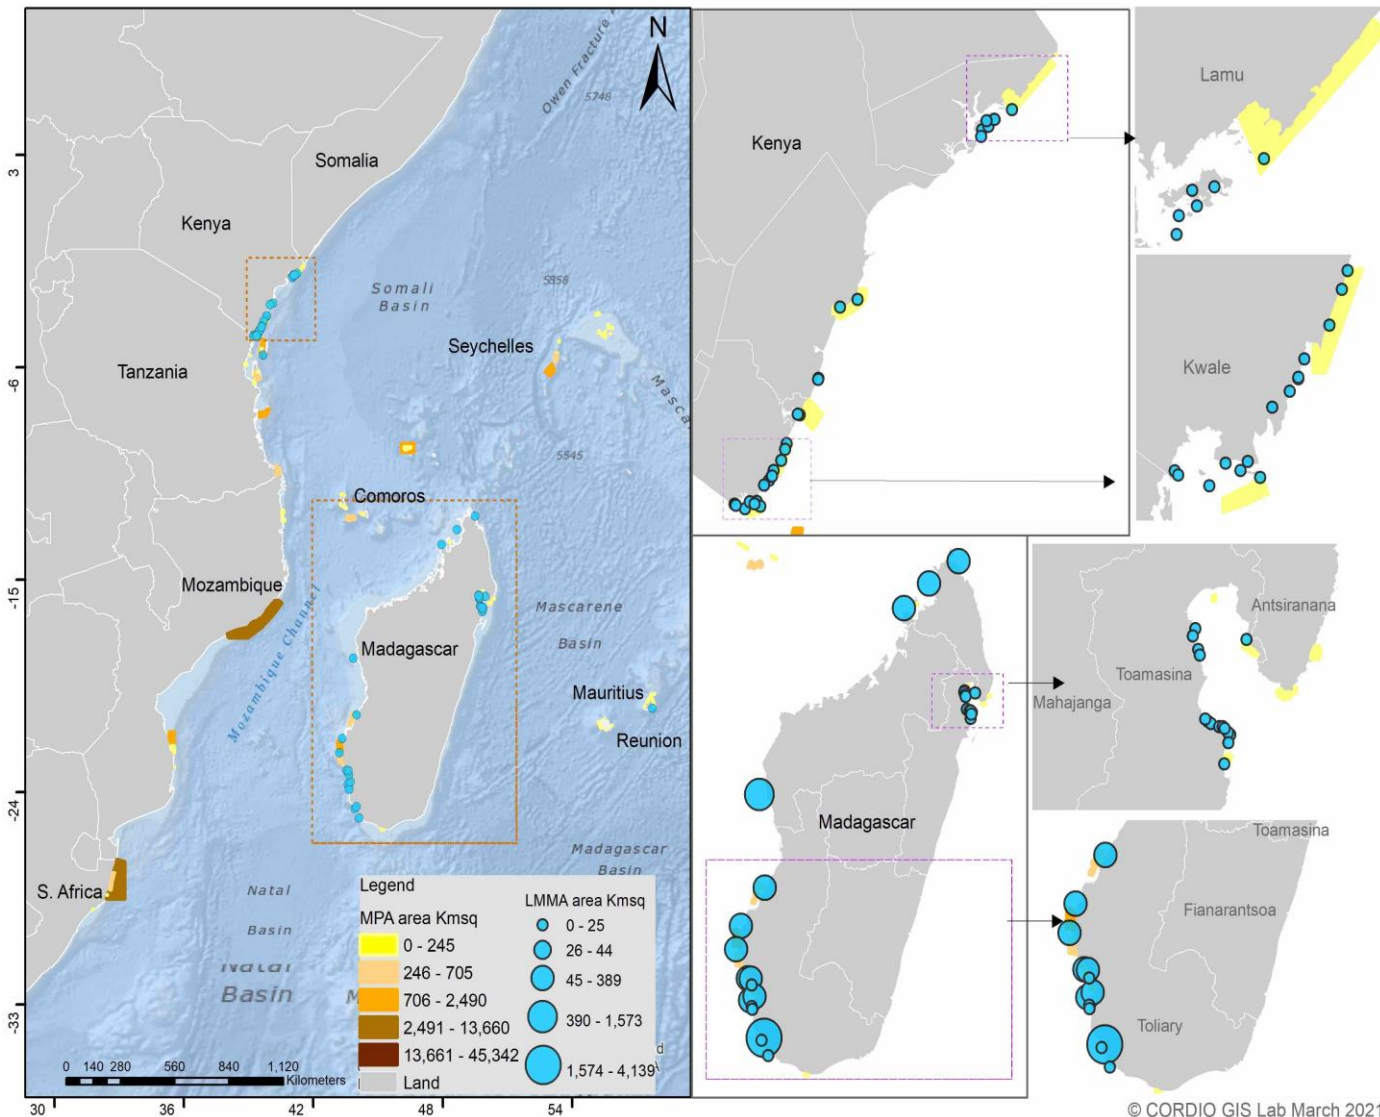 N
Owen Fracture
5746
Somalia
Kenya
Somali
Basin
5858
Seychelles
Tanzania
Masca
5545
Comoros
Mozambique
Mozambique Channel
Madagascar
Mascarene
Basin
Mauritius
Reunion
Madagascar
Basin
S. Africa
Natal
Basin
Natal
Basin
M
3
-6
-15
-24
-33
30
36
42
48
54
0 140 280 560 840 1,120
Kilometers
Legend
MPA area Kmsq
0 - 245
246 - 705
706 - 2,490
2,491 - 13,660
13,661 - 45,342
Land
LMMA area Kmsq
0 - 25
26 - 44
45 - 389
390 - 1,573
1,574 - 4,139
Kenya
Lamu
Kwale
Madagascar
Antsiranana
Toamasina
Mahajanga
Toamasina
Fianarantsoa
Toliary
© CORDIO GIS Lab March 2021